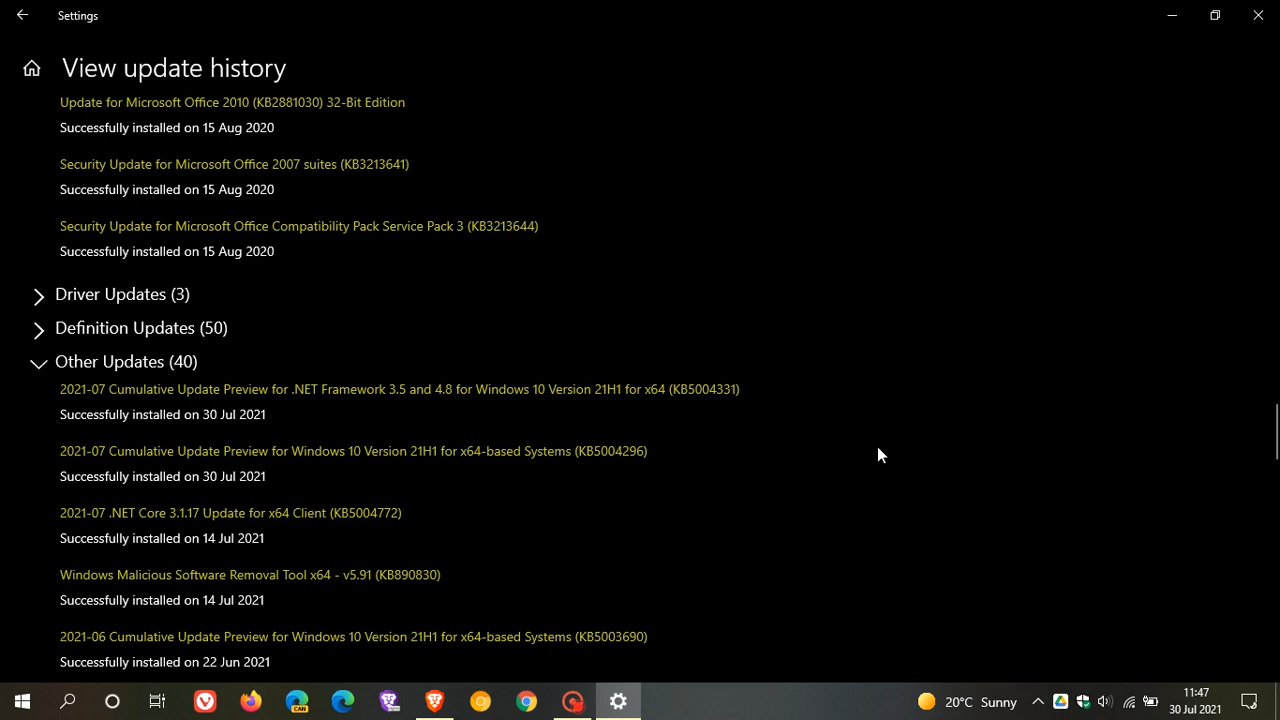 Settings
View update history
Update for Microsoft Office 2010 (KB2881030) 32-Bit Edition
Successfully installed on 15 Aug 2020
Security Update for Microsoft Office 2007 suites (KB3213641)
Successfully installed on 15 Aug 2020
Security Update for Microsoft Office Compatibility Pack Service Pack 3 (KB3213644)
Successfully installed on 15 Aug 2020
Driver Updates (3)
Definition Updates (50)
Other Updates (40)
2021-07 Cumulative Update Preview for .NET Framework 3.5 and 4.8 for Windows 10 Version 21H1 for x64 (KB5004331)
Successfully installed on 30 Jul 2021
2021-07 Cumulative Update Preview for Windows 10 Version 21H1 for x64-based Systems (KB5004296)
Successfully installed on 30 Jul 2021
2021-07 .NET Core 3.1.17 Update for x64 Client (KB5004772)
Successfully installed on 14 Jul 2021
Windows Malicious Software Removal Tool x64 - v5.91 (KB890830)
Successfully installed on 14 Jul 2021
2021-06 Cumulative Update Preview for Windows 10 Version 21H1 for x64-based Systems (KB5003690)
Successfully installed on 22 Jun 2021
CAN
20°C Sunny
11:47
30 Jul 2021